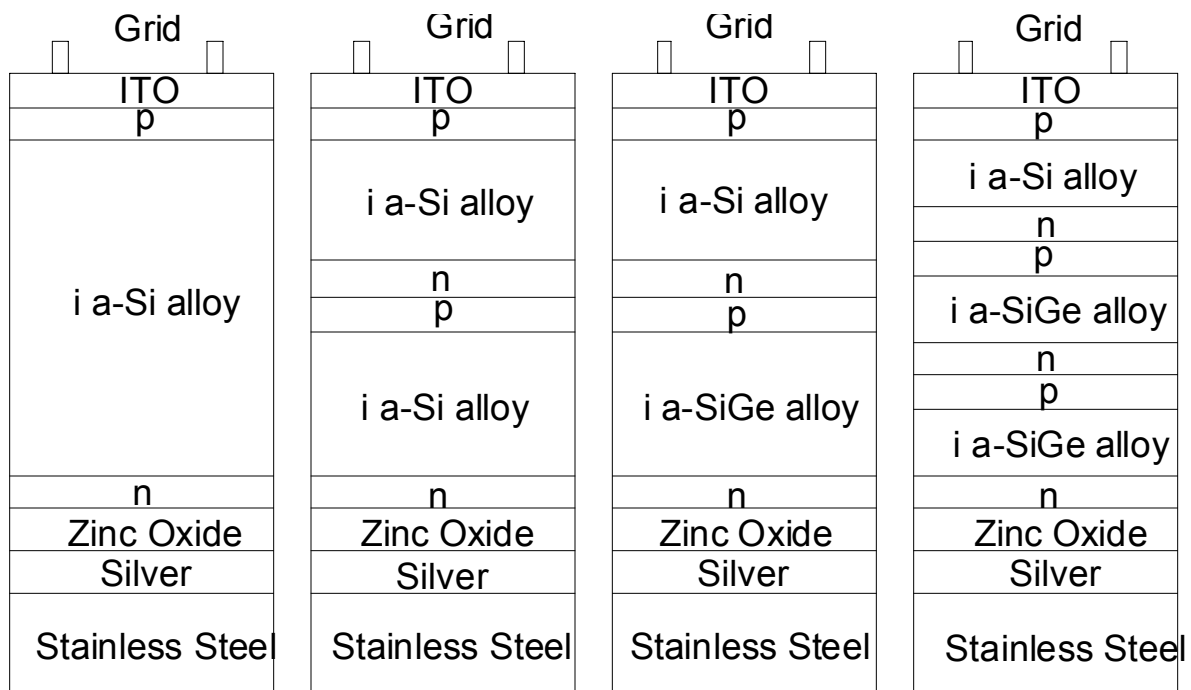 Grid
ITO
p
i a-Si alloy
n
Zinc Oxide
Silver
Stainless Steel
Grid
ITO
p
i a-Si alloy
n
p
i a-Si alloy
n
Zinc Oxide
Silver
Stainless Steel
Grid
ITO
p
i a-Si alloy
n
p
i a-SiGe alloy
n
Zinc Oxide
Silver
Stainless Steel
Grid
ITO
p
i a-Si alloy
n
p
i a-SiGe alloy
n
p
i a-SiGe alloy
n
Zinc Oxide
Silver
Stainless Steel